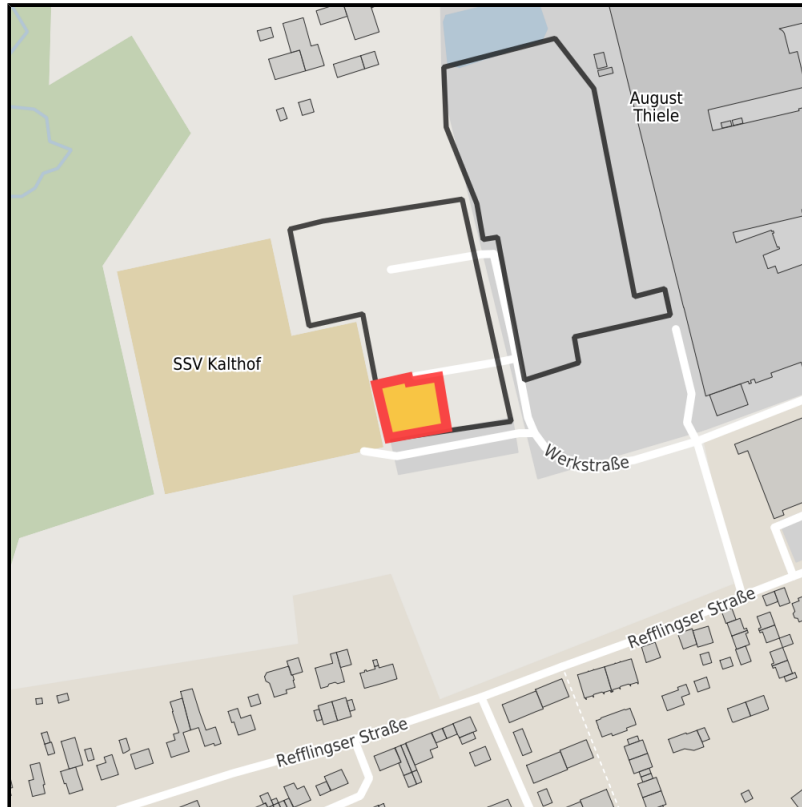 August
Thiele
SSV Kalthof
Werkstraße
Refflingser Straße
Refflingser Straße